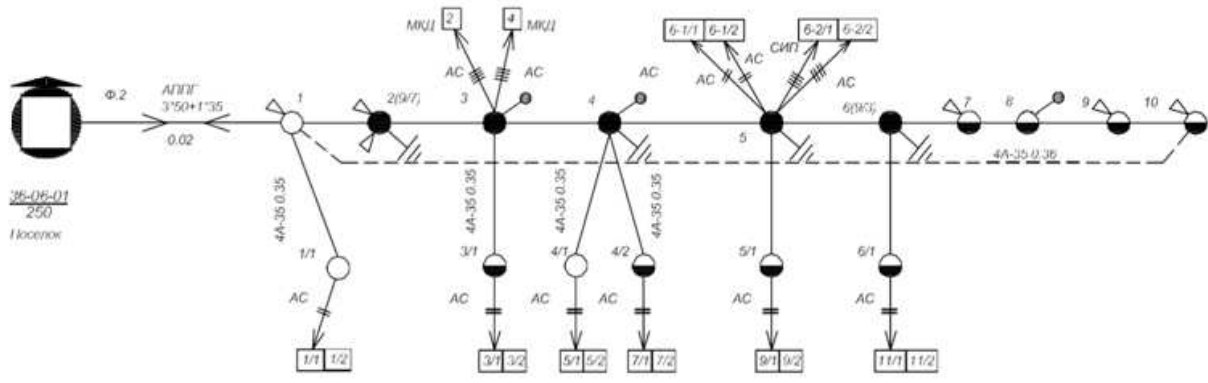 МКД 2 4 МКД
6-1/1 6-1/2 6-2/1 6-2/2
СИП
АС АС АС АС АС АС
Ф.2
АППГ
3*50+1*35
0.02
1 2(9/7) 3 4 5 6(9/3) 7 8 9 10
4А-35 0.36
36-06-01
250
Поселок
4А-35 0.35
4А-35 0.35
4А-35 0.35
4А-35 0.35
1/1 3/1 4/1 4/2 5/1 6/1
АС АС АС АС АС АС
1/1 1/2 3/1 3/2 5/1 5/2 7/1 7/2 9/1 9/2 11/1 11/2